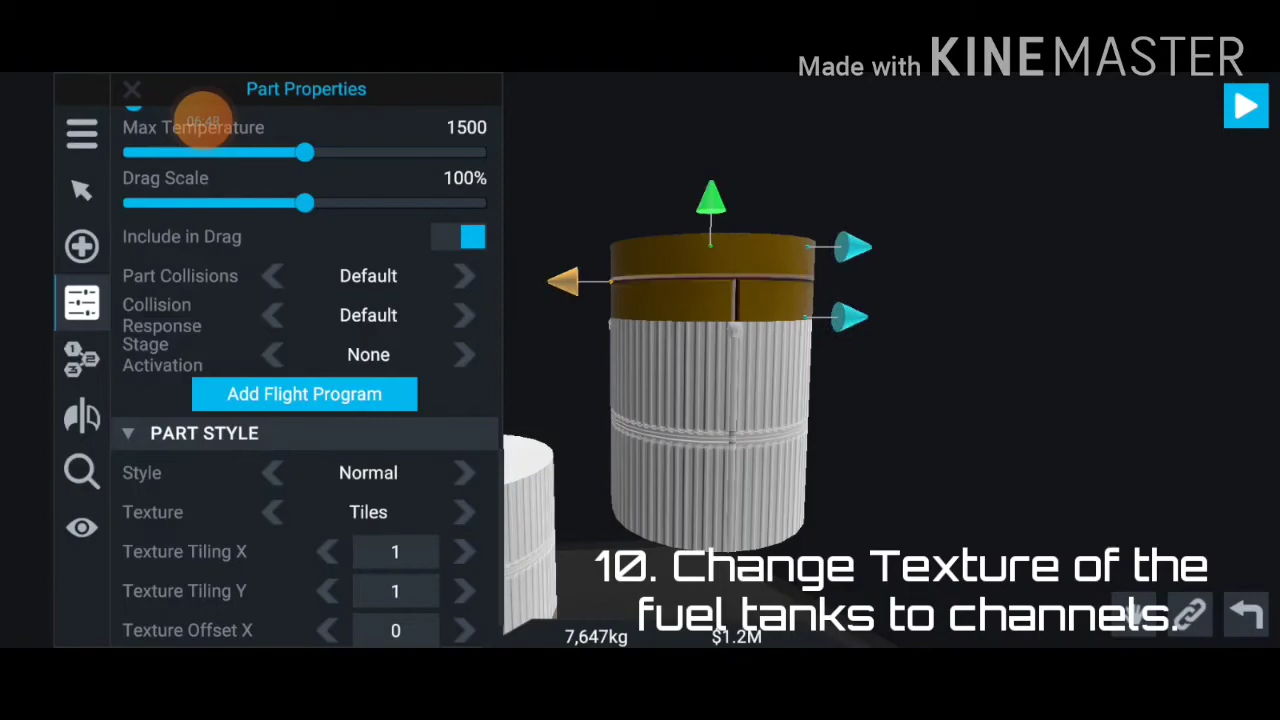 Made with KINEMASTER
Part Properties
06:48
Max Temperature 1500
Drag Scale 100%
Include in Drag
Part Collisions Default
Collision
Response Default
Stage
Activation None
Add Flight Program
PART STYLE
Style Normal
Texture Tiles
Texture Tiling X 1
Texture Tiling Y 1
Texture Offset X 0
10. Change Texture of the
fuel tanks to channels.
7,647kg $1.2M